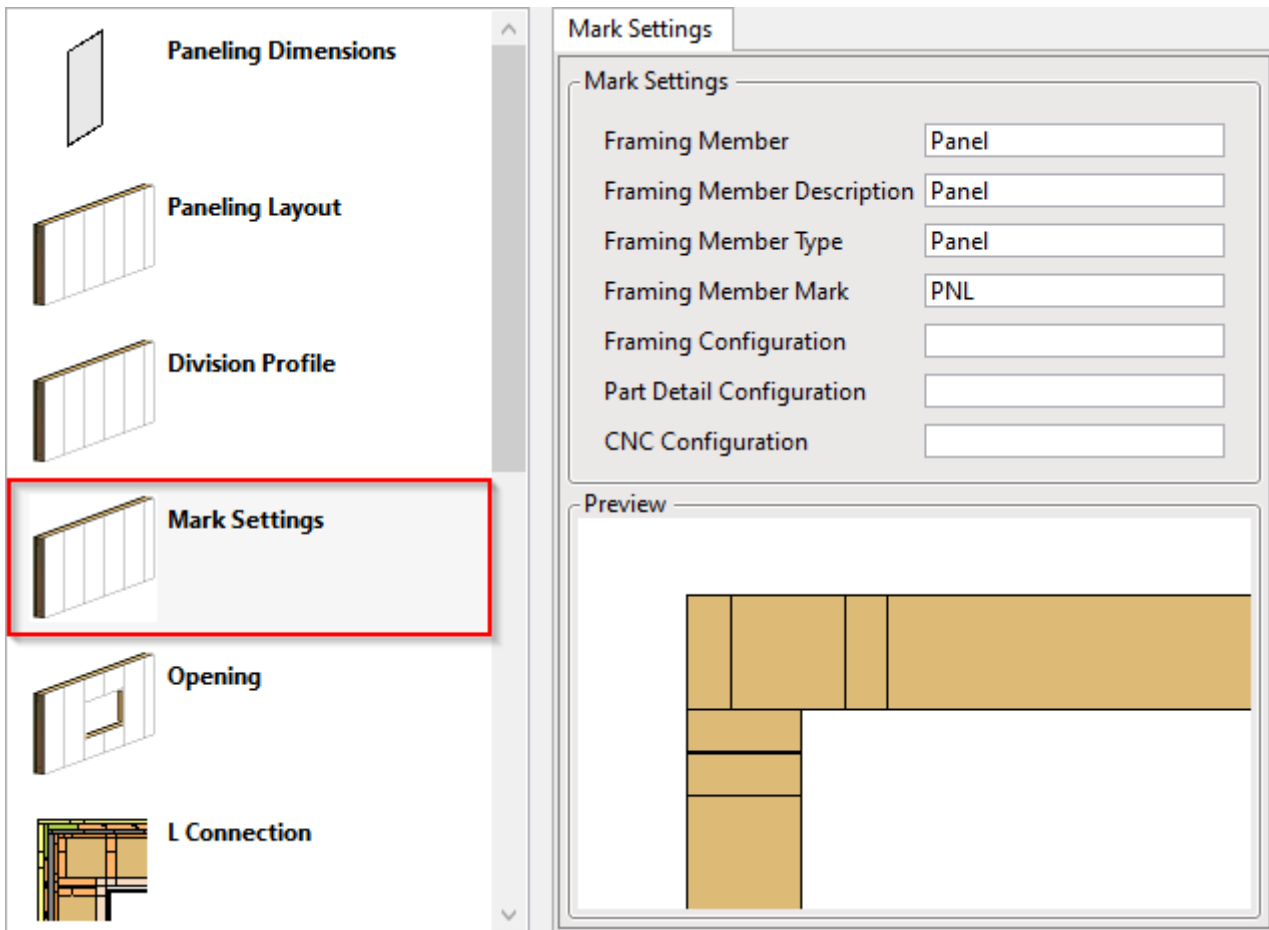 Paneling Dimensions
Paneling Layout
Division Profile
Mark Settings
Opening
L Connection
Mark Settings
Mark Settings
Framing Member Panel
Framing Member Description Panel
Framing Member Type Panel
Framing Member Mark PNL
Framing Configuration
Part Detail Configuration
CNC Configuration
Preview